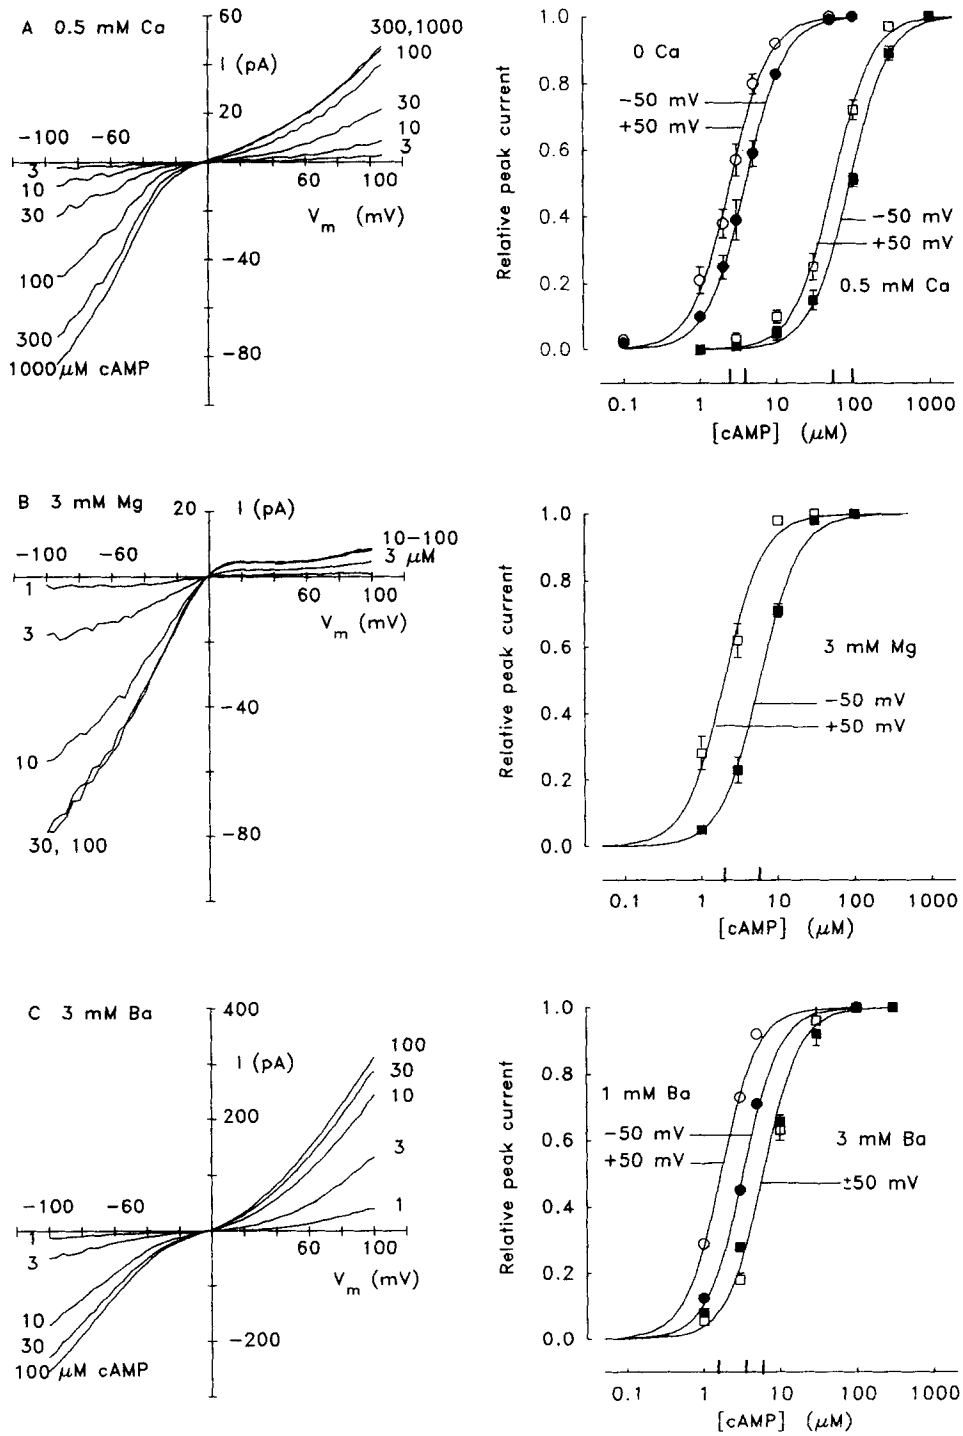 A 0.5 mM Ca
60
I (pA)
20
300,1000
100
30
10
3
-100 -60
3
10
30
100
300
1000 μM cAMP
60 100
Vm (mV)
-40
-80
Relative peak current
1.0
0.8
0.6
0.4
0.2
0.0
0 Ca
-50 mV
+50 mV
-50 mV
+50 mV
0.5 mM Ca
0.1 1 10 100 1000
[cAMP] (μM)
B 3 mM Mg
20 I (pA)
10-100
3 μM
-100 -60
1
3
10
30, 100
60 100
Vm (mV)
-40
-80
Relative peak current
1.0
0.8
0.6
0.4
0.2
0.0
3 mM Mg
-50 mV
+50 mV
0.1 1 10 100 1000
[cAMP] (μM)
C 3 mM Ba
400
I (pA)
200
100
30
10
3
1
-100 -60
1
3
10
30
100 μM cAMP
60 100
Vm (mV)
-200
Relative peak current
1.0
0.8
0.6
0.4
0.2
0.0
1 mM Ba
-50 mV
+50 mV
3 mM Ba
±50 mV
0.1 1 10 100 1000
[cAMP] (μM)